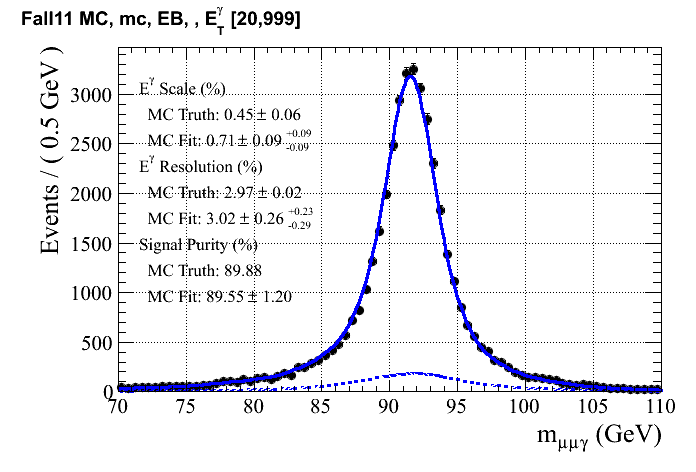 Fall11 MC, mc, EB, , E_T^γ [20,999]
Events / ( 0.5 GeV )
3000
2500
2000
1500
1000
500
0
E^γ Scale (%)
MC Truth: 0.45 ± 0.06
MC Fit: 0.71 ± 0.09 +0.09 -0.09
E^γ Resolution (%)
MC Truth: 2.97 ± 0.02
MC Fit: 3.02 ± 0.26 +0.23 -0.29
Signal Purity (%)
MC Truth: 89.88
MC Fit: 89.55 ± 1.20
70 75 80 85 90 95 100 105 110
m_μμγ (GeV)